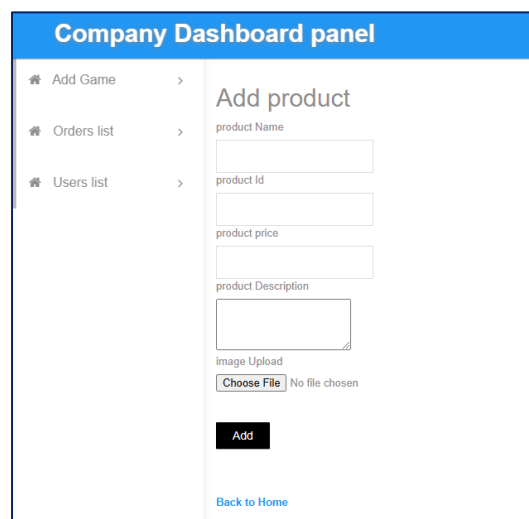 Company Dashboard panel
Add Game
Orders list
Users list
Add product
product Name
product Id
product price
product Description
image Upload
Choose File No file chosen
Add
Back to Home